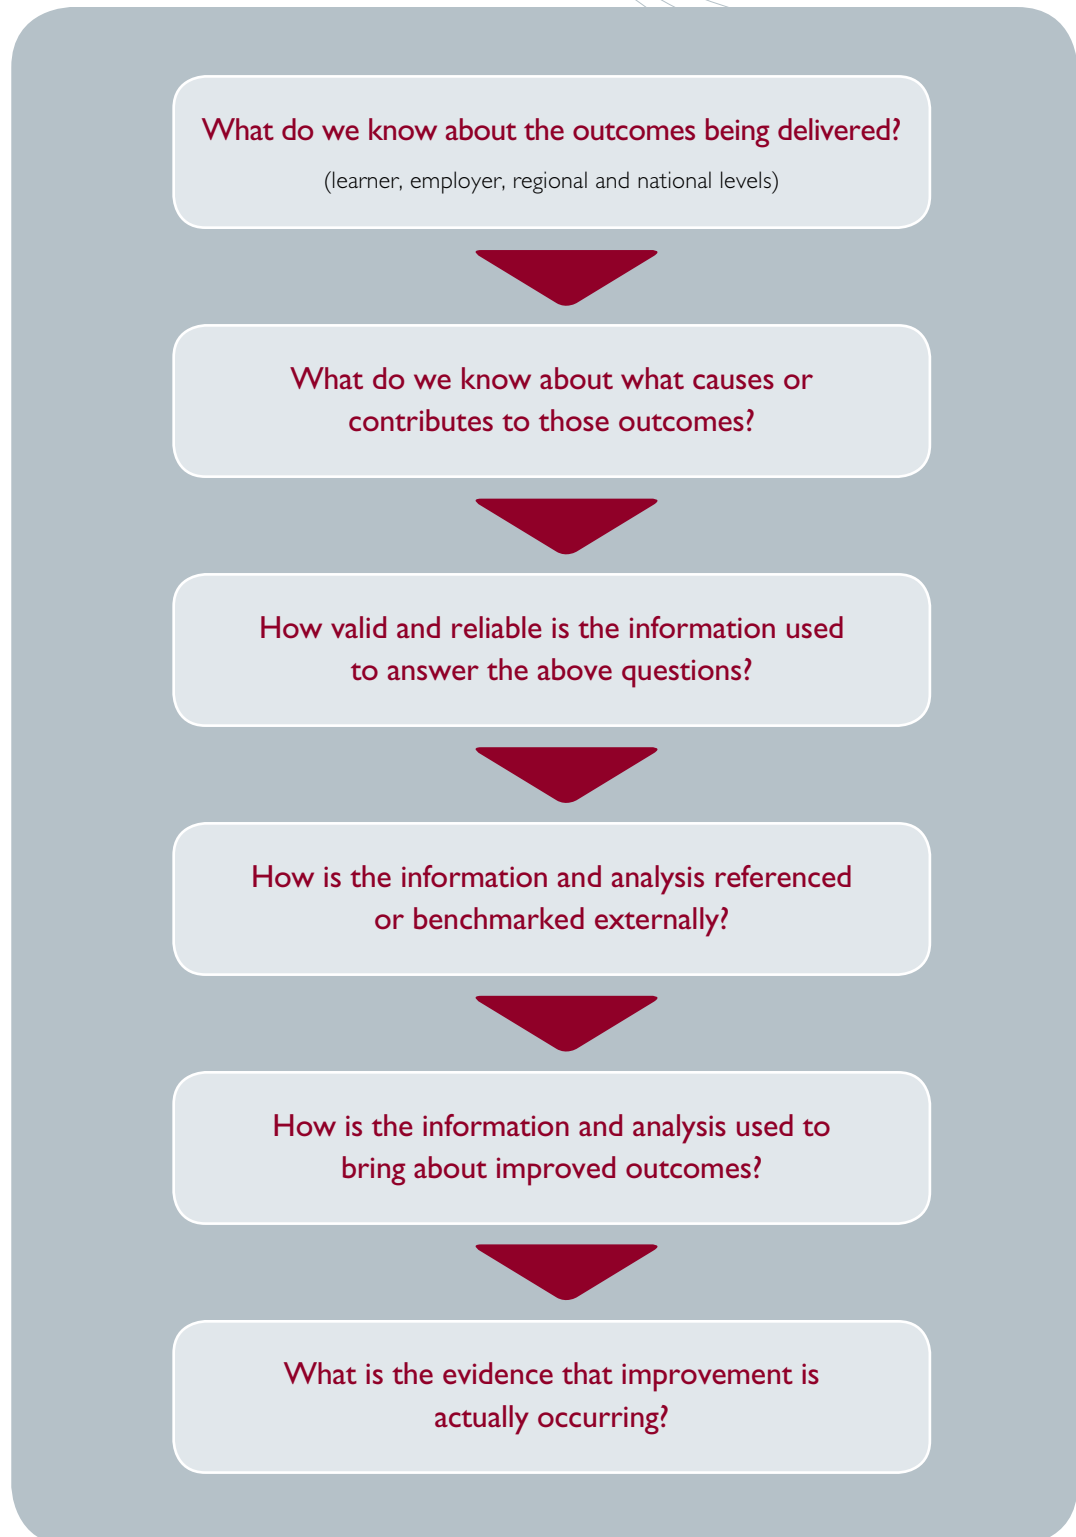 What do we know about the outcomes being delivered?
(learner, employer, regional and national levels)
What do we know about what causes or
contributes to those outcomes?
How valid and reliable is the information used
to answer the above questions?
How is the information and analysis referenced
or benchmarked externally?
How is the information and analysis used to
bring about improved outcomes?
What is the evidence that improvement is
actually occurring?